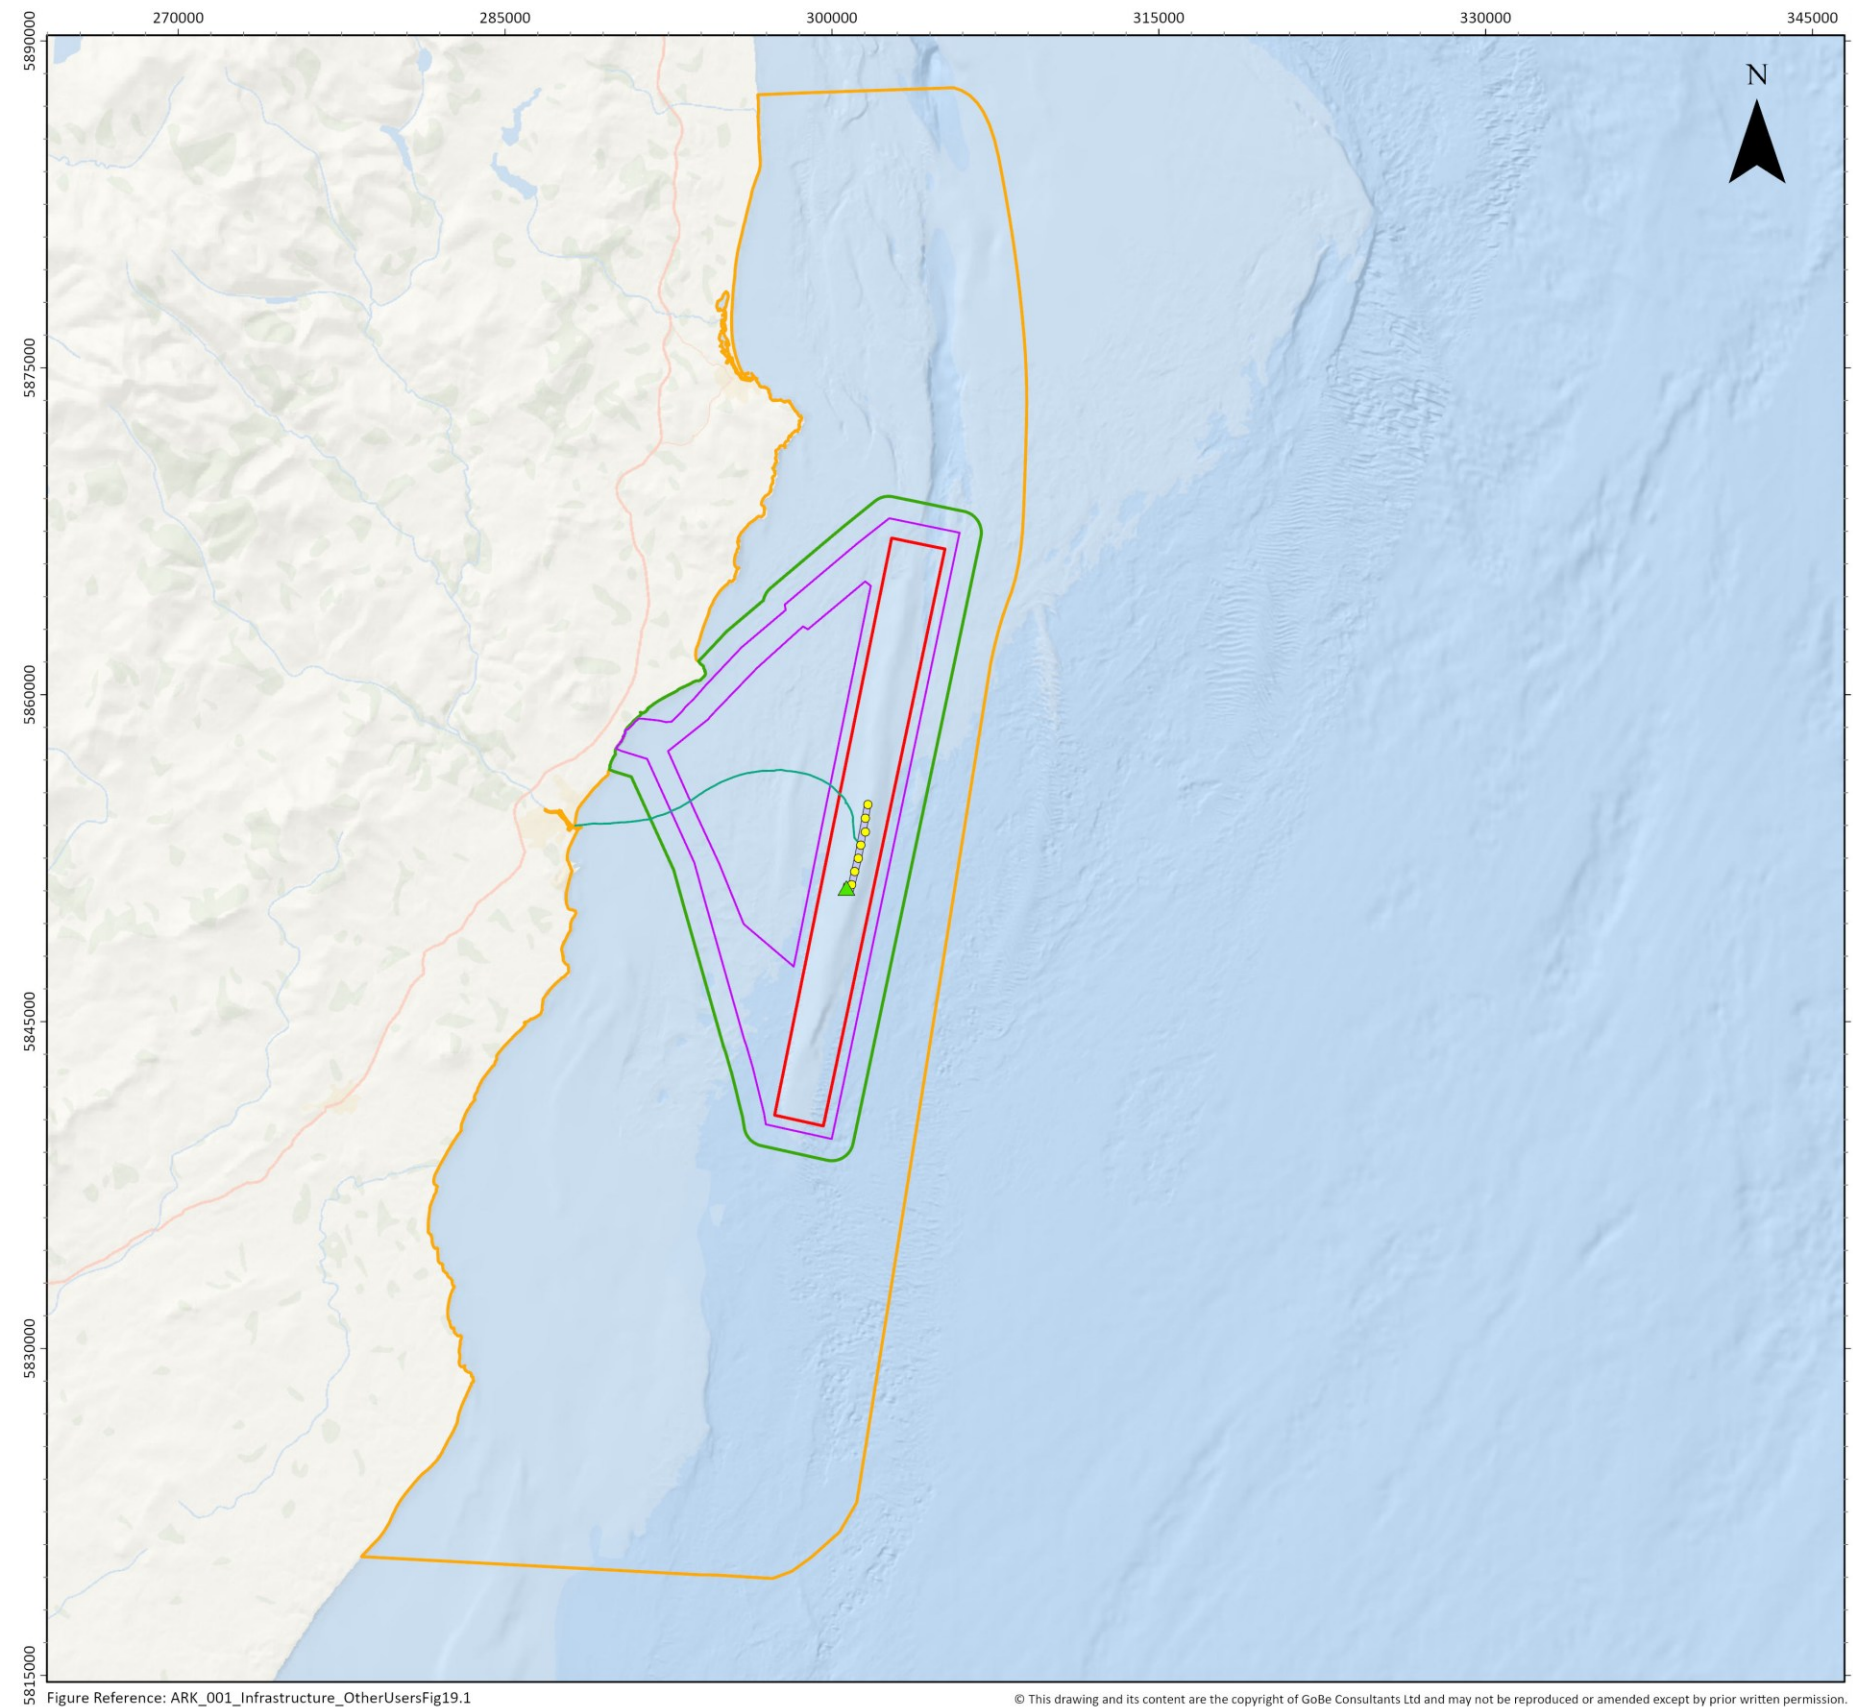 270000 285000 300000 315000 330000 345000
5890000
N
5875000
5860000
5845000
5830000
5815000
Figure Reference: ARK_001_Infrastructure_OtherUsersFig19.1
© This drawing and its content are the copyright of GoBe Consultants Ltd and may not be reproduced or amended except by prior written permission.